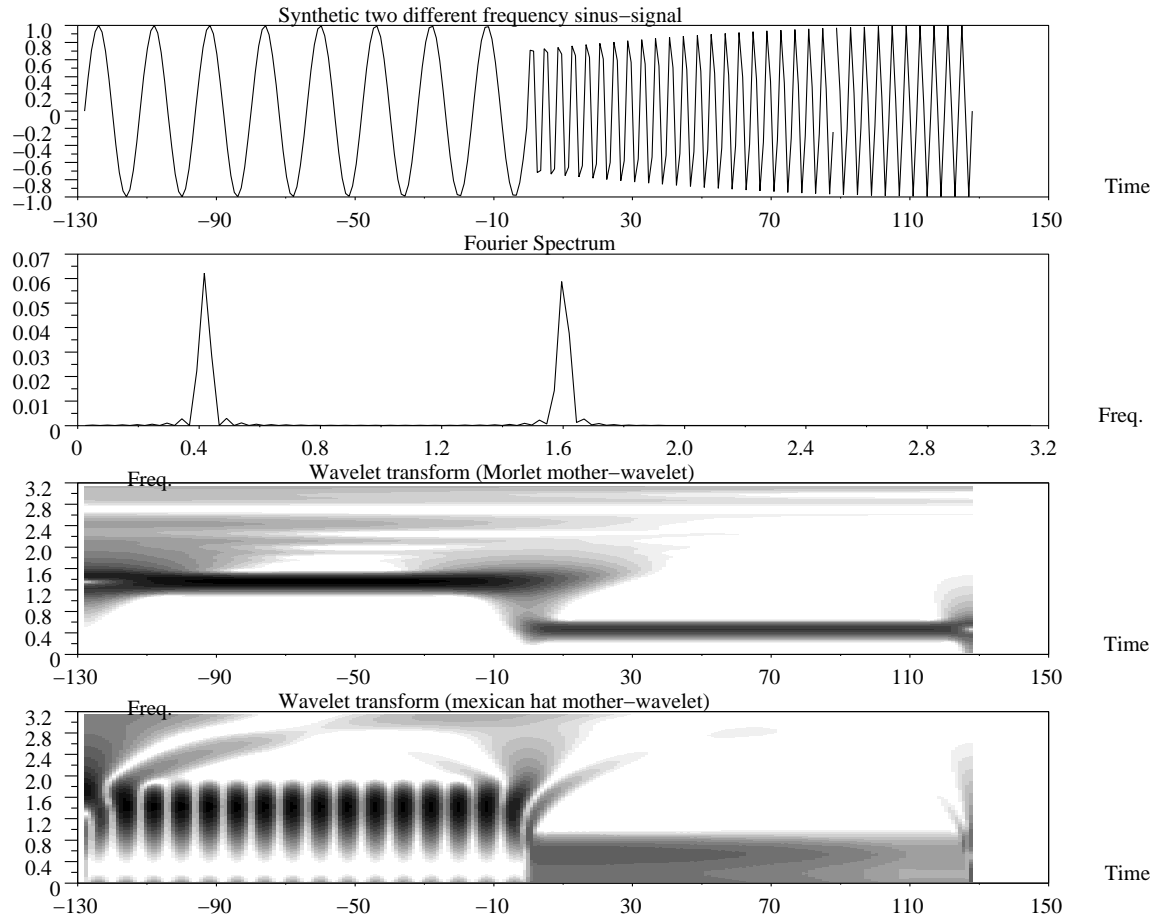 Synthetic two different frequency sinus−signal
1.0
0.8
0.6
0.4
0.2
0
−0.2
−0.4
−0.6
−0.8
−1.0
−130 −90 −50 −10 30 70 110 150
Time
Fourier Spectrum
0.07
0.06
0.05
0.04
0.03
0.02
0.01
0
0 0.4 0.8 1.2 1.6 2.0 2.4 2.8 3.2
Freq.
Wavelet transform (Morlet mother−wavelet)
Freq.
3.2
2.8
2.4
2.0
1.6
1.2
0.8
0.4
0
−130 −90 −50 −10 30 70 110 150
Time
Wavelet transform (mexican hat mother−wavelet)
Freq.
3.2
2.8
2.4
2.0
1.6
1.2
0.8
0.4
0
−130 −90 −50 −10 30 70 110 150
Time